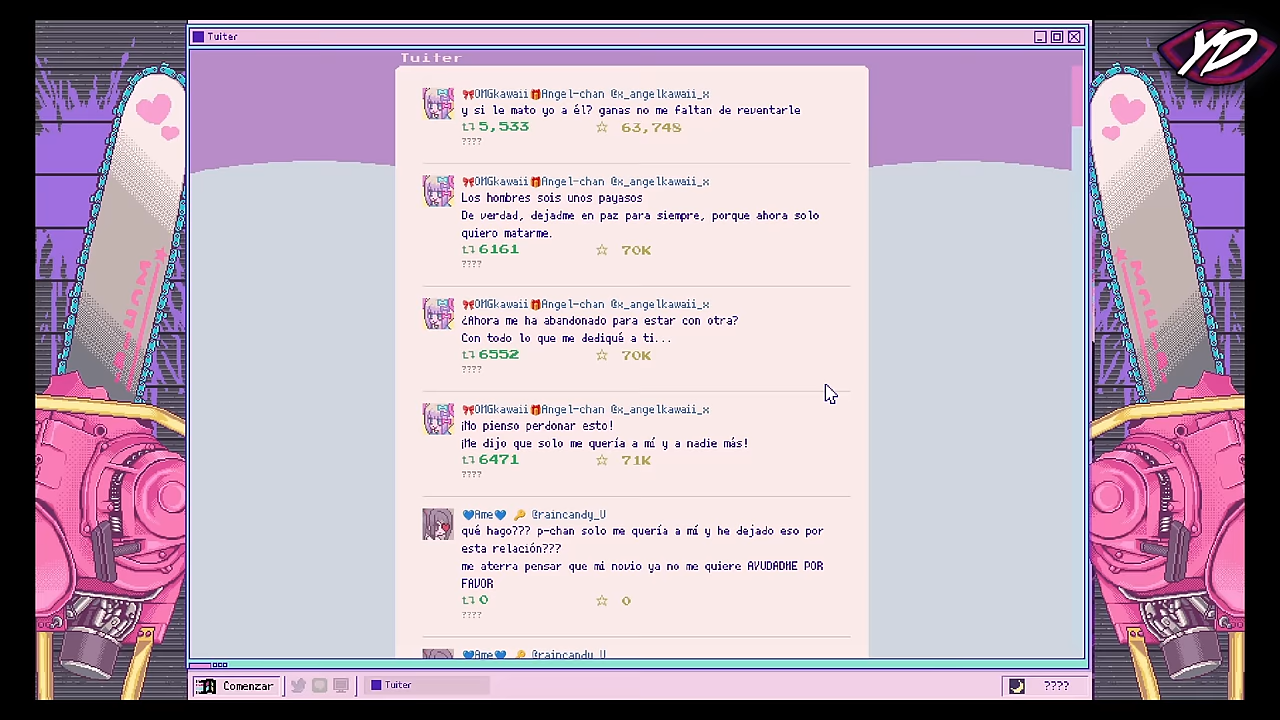 Tuiter
YD
Tuiter
OMGkawaii Angel-chan @x_angelkawaii_x
y si le mato yo a él? ganas no me faltan de reventarle
5,533 63,748
????
OMGkawaii Angel-chan @x_angelkawaii_x
Los hombres sois unos payasos
De verdad, dejadme en paz para siempre, porque ahora solo
quiero matarme.
6161 70K
????
OMGkawaii Angel-chan @x_angelkawaii_x
¿Ahora me ha abandonado para estar con otra?
Con todo lo que me dediqué a ti...
6552 70K
????
OMGkawaii Angel-chan @x_angelkawaii_x
¡No pienso perdonar esto!
¡Me dijo que solo me quería a mí y a nadie más!
6471 71K
????
Ame @raincandy_U
qué hago??? p-chan solo me quería a mí y he dejado eso por
esta relación???
me aterra pensar que mi novio ya no me quiere AYUDADME POR
FAVOR
0 0
????
Ame @raincandy_U
Comenzar
????